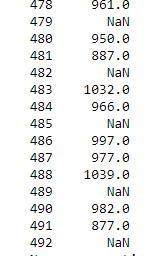 478 961.0
479 NaN
480 950.0
481 887.0
482 NaN
483 1032.0
484 966.0
485 NaN
486 997.0
487 977.0
488 1039.0
489 NaN
490 982.0
491 877.0
492 NaN